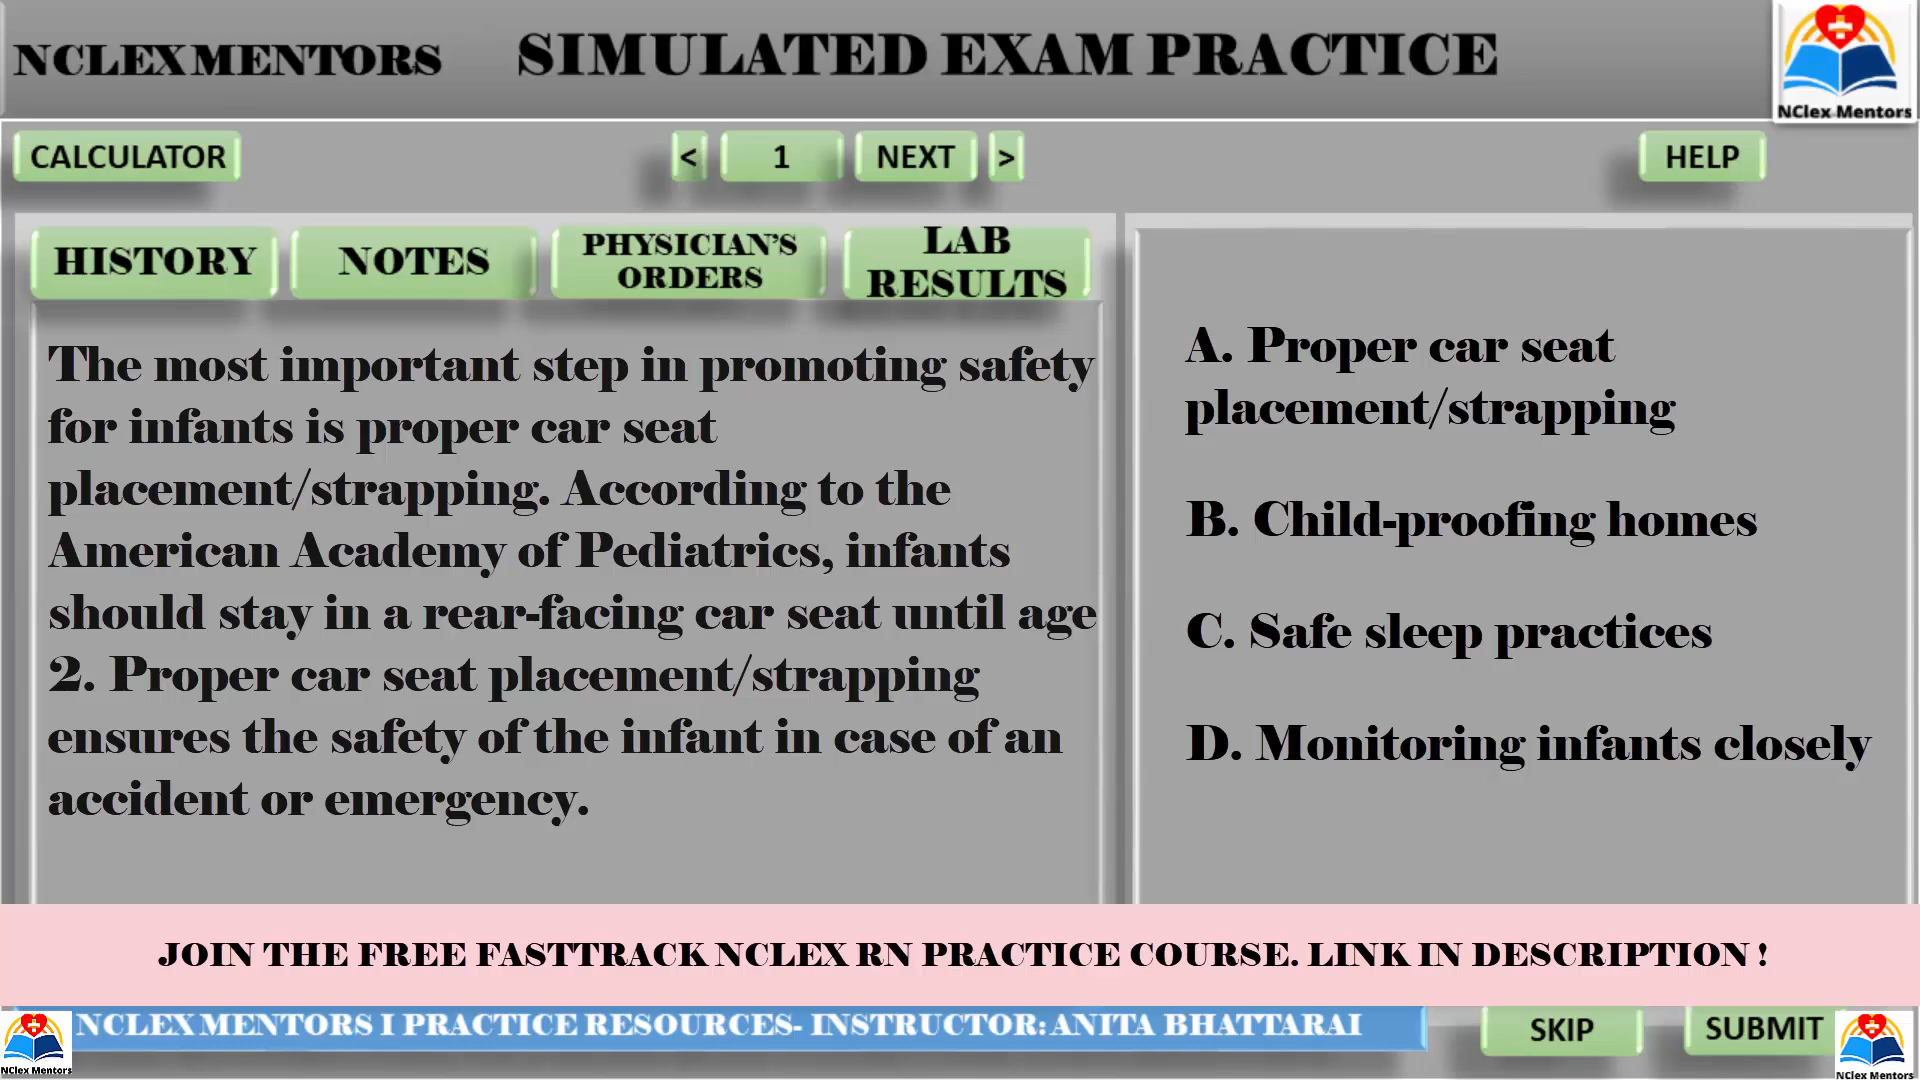 NCLEX MENTORS
SIMULATED EXAM PRACTICE
NClex Mentors
CALCULATOR
<
1
NEXT
>
HELP
HISTORY
NOTES
PHYSICIAN'S
ORDERS
LAB
RESULTS
The most important step in promoting safety
for infants is proper car seat
placement/strapping. According to the
American Academy of Pediatrics, infants
should stay in a rear-facing car seat until age
2. Proper car seat placement/strapping
ensures the safety of the infant in case of an
accident or emergency.
A. Proper car seat
placement/strapping
B. Child-proofing homes
C. Safe sleep practices
D. Monitoring infants closely
JOIN THE FREE FASTTRACK NCLEX RN PRACTICE COURSE. LINK IN DESCRIPTION !
NClex Mentors
NCLEX MENTORS I PRACTICE RESOURCES- INSTRUCTOR: ANITA BHATTARAI
SKIP
SUBMIT
NClex Mentors